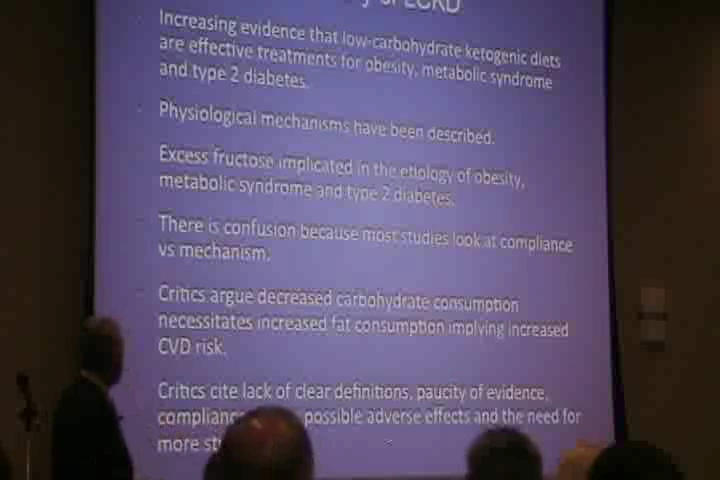 of LCKD
Increasing evidence that low-carbohydrate ketogenic diets
are effective treatments for obesity, metabolic syndrome
and type 2 diabetes.
Physiological mechanisms have been described.
Excess fructose implicated in the etiology of obesity,
metabolic syndrome and type 2 diabetes.
There is confusion because most studies look at compliance
vs mechanism.
Critics argue decreased carbohydrate consumption
necessitates increased fat consumption implying increased
CVD risk.
Critics cite lack of clear definitions, paucity of evidence,
compliance possible adverse effects and the need for
more